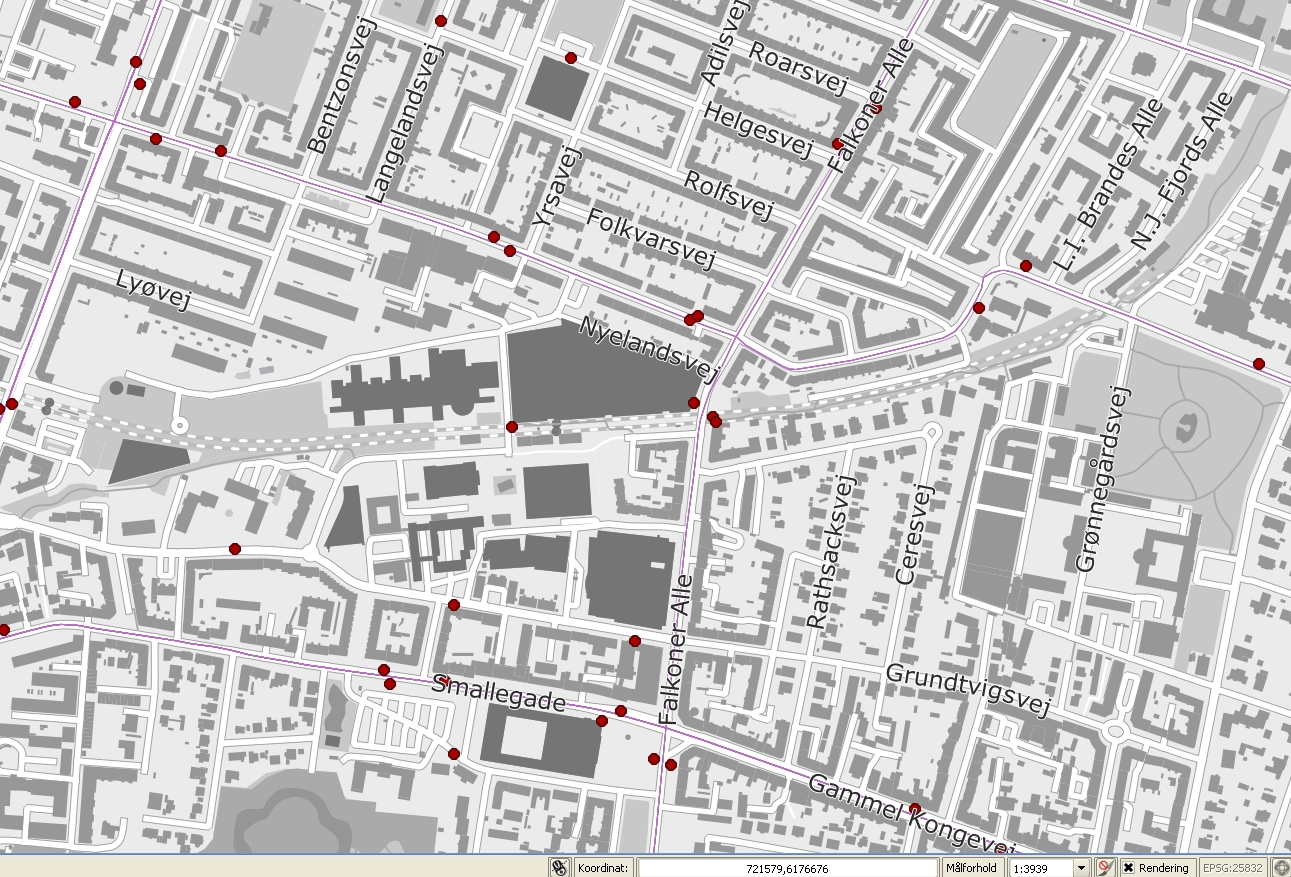 Bentzonsvej
Langelandsvej
Adilsvej
Roarsvej
Falkoner Alle
Helgesvej
Yrsavej
Rolfsvej
Folkvarsvej
L.I. Brandes Alle
N.J. Fjords Alle
Lyøvej
Nyelandsvej
Grønnegårdsvej
Rathsacksvej
Ceresvej
Falkoner Alle
Smallegade
Grundtvigsvej
Gammel Kongevej
Koordinat: 721579,6176676 Målforhold 1:3939 Rendering EPSG:25832